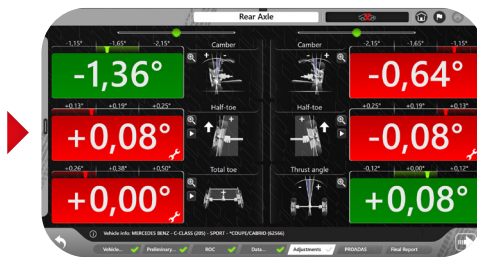 Rear Axle
-1,15° -1,65° -2,15° Camber Camber -2,15° -1,65° -1,15°
-1,36° -0,64°
+0,13° +0,19° +0,25° Half-toe Half-toe +0,25° +0,19° +0,13°
+0,08° -0,08°
+0,26° +0,38° +0,50° Total toe Thrust angle -0,12° +0,00° +0,12°
+0,00° +0,08°
Vehicle info: MERCEDES BENZ - C-CLASS (205) - SPORT - *COUPE/CABRIO (62566)
Vehicle... Preliminary... ROC Data... Adjustments PROADAS Final Report